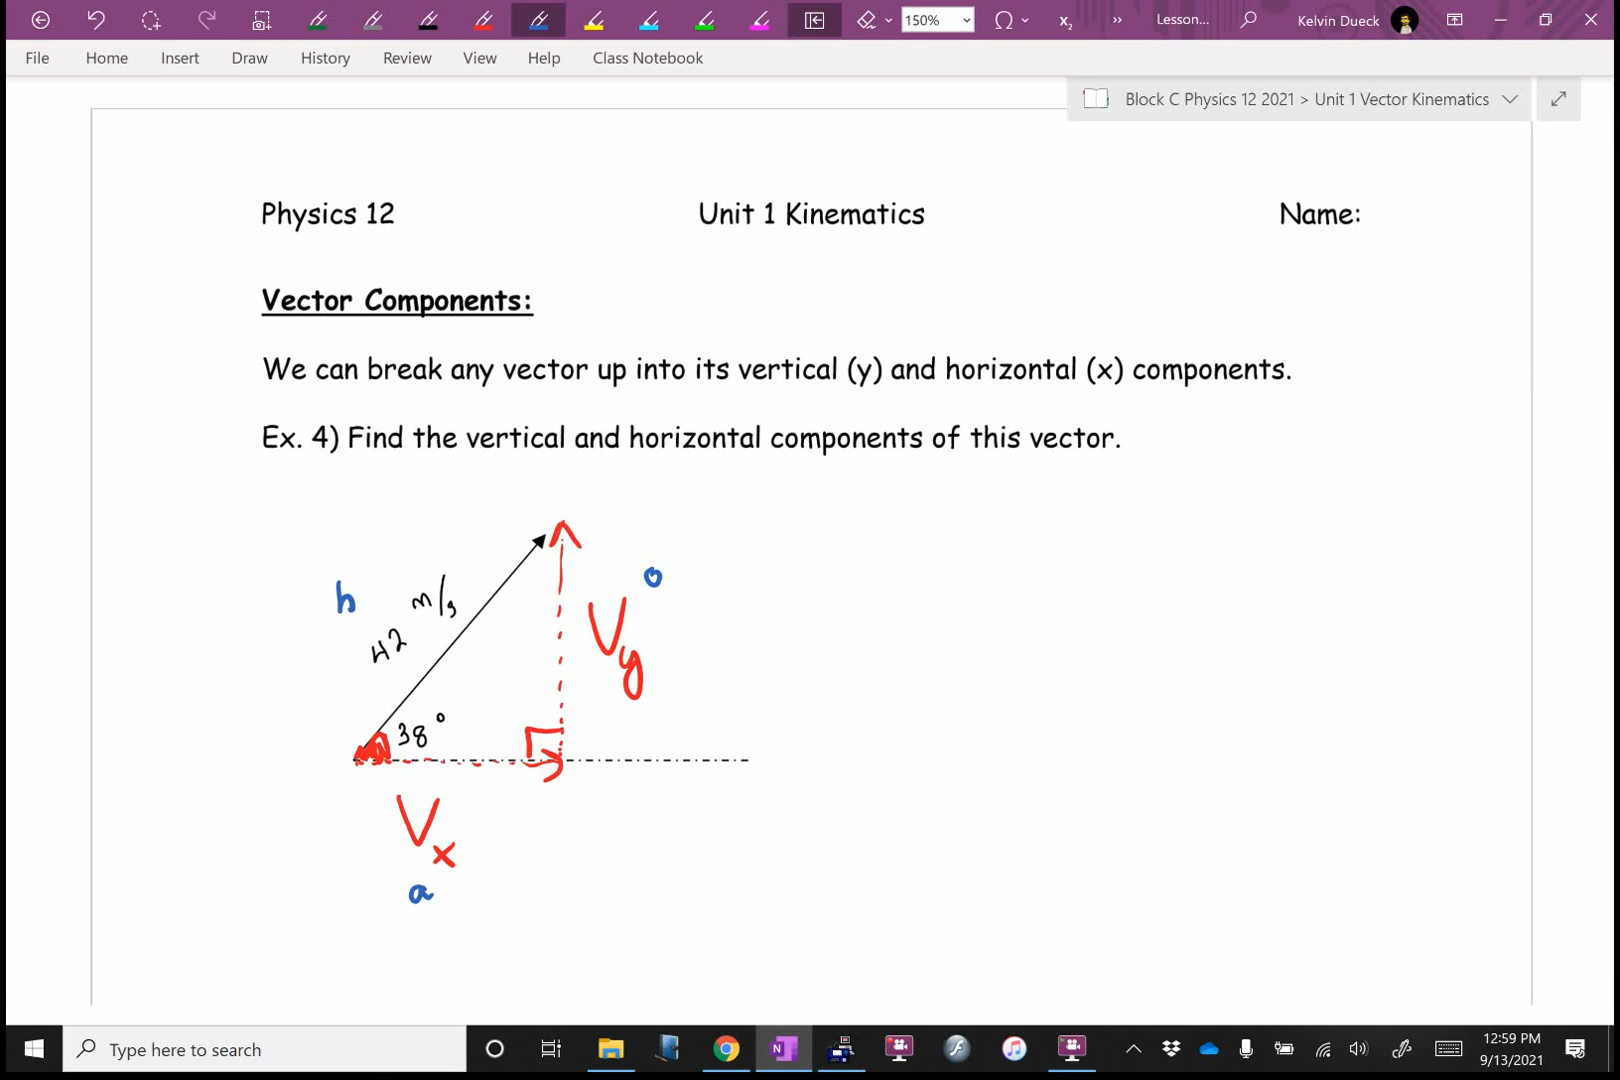 150%
x₂
Lesson...
Kelvin Dueck
File Home Insert Draw History Review View Help Class Notebook
Block C Physics 12 2021 > Unit 1 Vector Kinematics
Physics 12 Unit 1 Kinematics Name:
Vector Components:
We can break any vector up into its vertical (y) and horizontal (x) components.
Ex. 4) Find the vertical and horizontal components of this vector.
h
42 m/s
o
Vy
38°
Vx
a
Type here to search
12:59 PM
9/13/2021